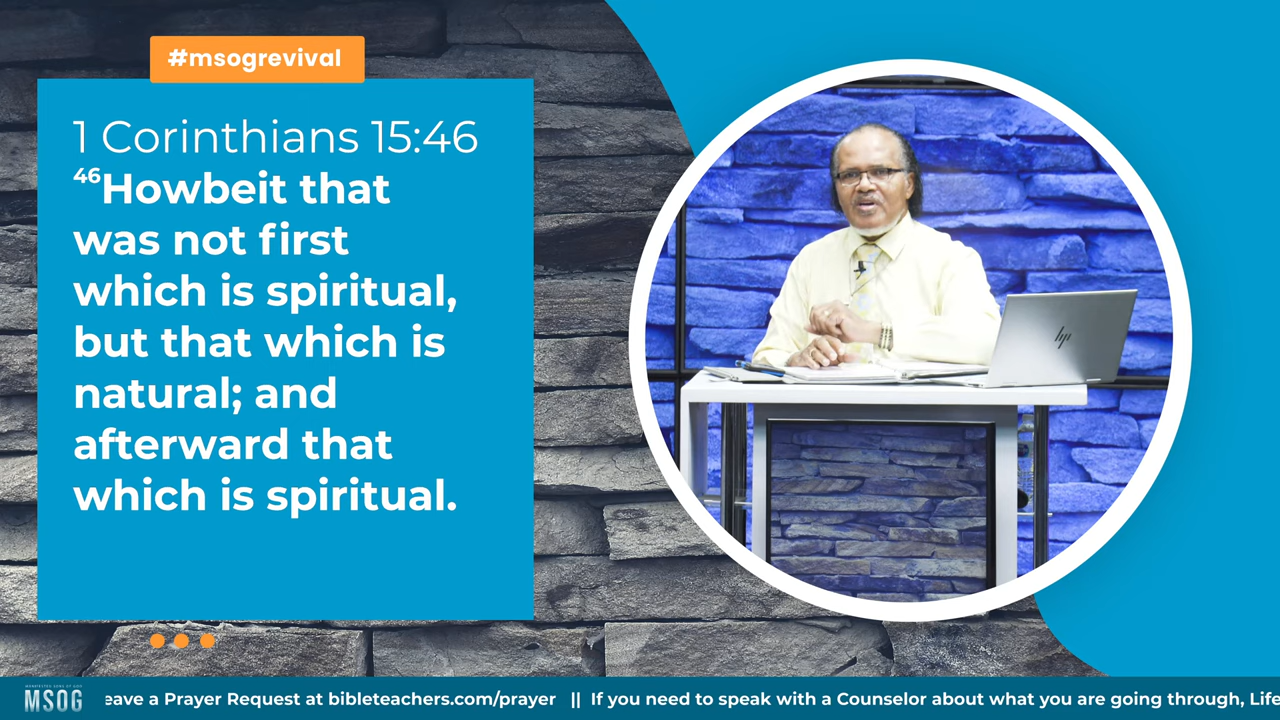 #msogrevival
1 Corinthians 15:46
46Howbeit that
was not first
which is spiritual,
but that which is
natural; and
afterward that
which is spiritual.
hp
MSOG
eave a Prayer Request at bibleteachers.com/prayer || If you need to speak with a Counselor about what you are going through, Life